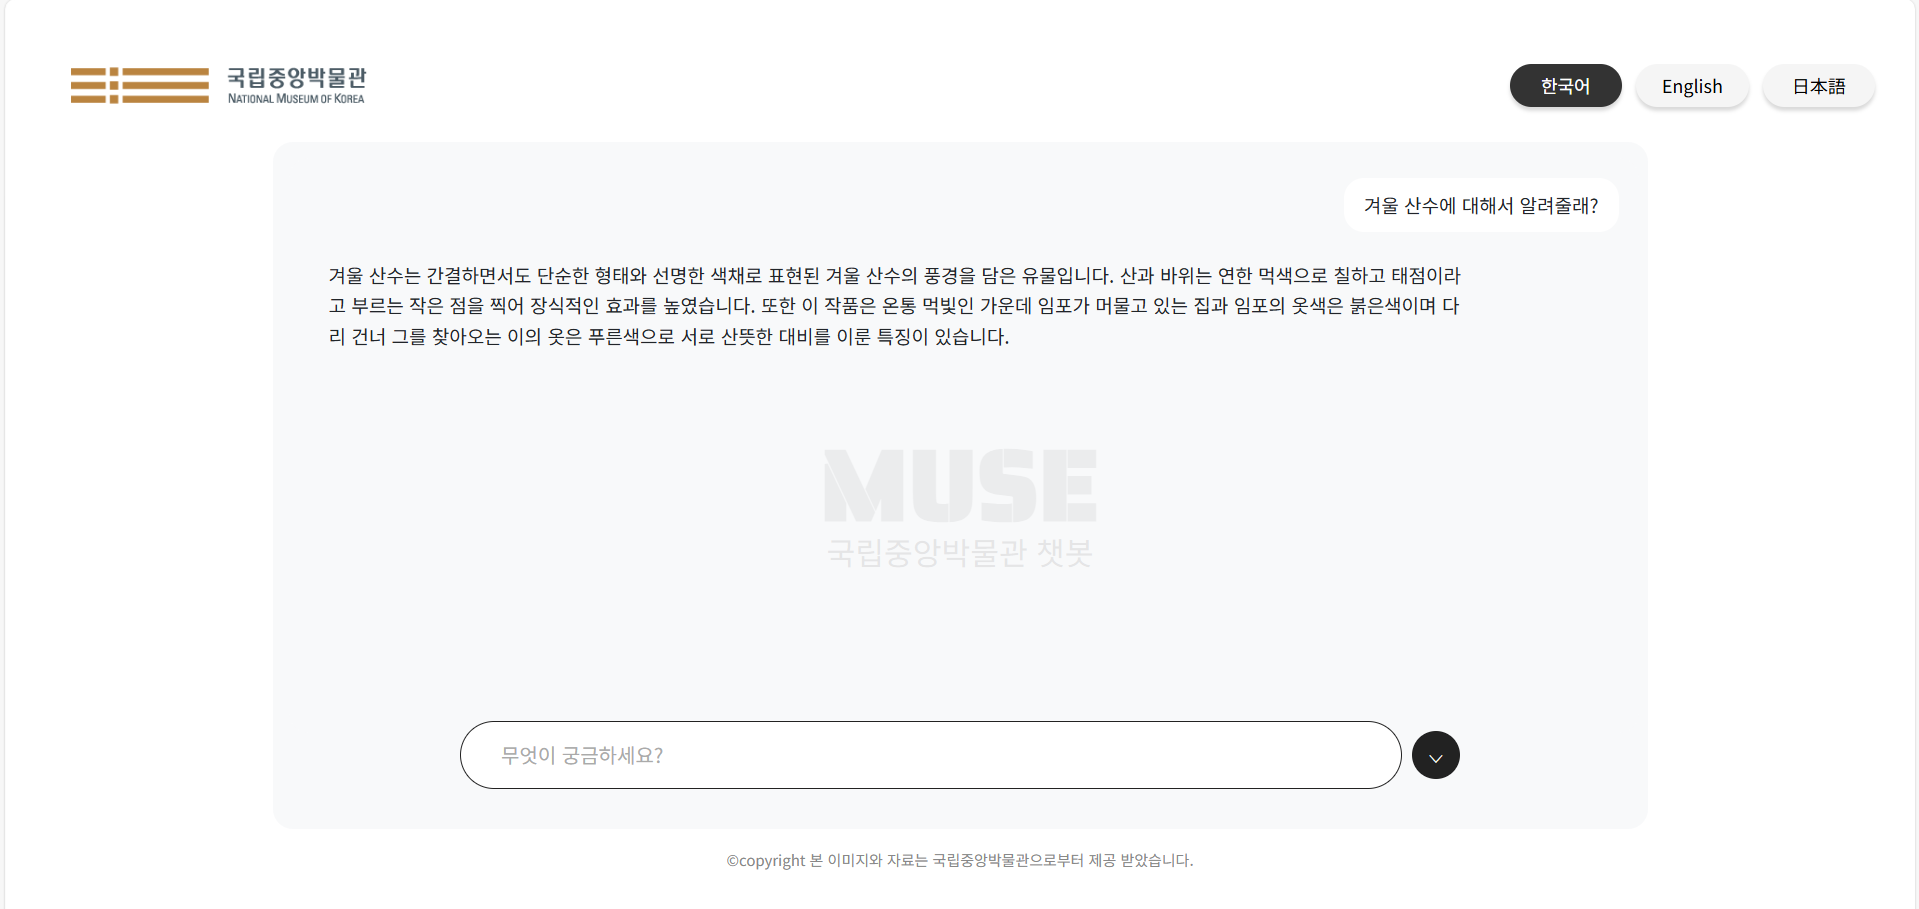 국립중앙박물관
NATIONAL MUSEUM OF KOREA
한국어
English
日本語
겨울 산수에 대해서 알려줄래?
겨울 산수는 간결하면서도 단순한 형태와 선명한 색채로 표현된 겨울 산수의 풍경을 담은 유물입니다. 산과 바위는 연한 먹색으로 칠하고 태점이라
고 부르는 작은 점을 찍어 장식적인 효과를 높였습니다. 또한 이 작품은 온통 먹빛인 가운데 임포가 머물고 있는 집과 임포의 옷색은 붉은색이며 다
리 건너 그를 찾아오는 이의 옷은 푸른색으로 서로 산뜻한 대비를 이룬 특징이 있습니다.
MUSE
국립중앙박물관 챗봇
무엇이 궁금하세요?
©copyright 본 이미지와 자료는 국립중앙박물관으로부터 제공 받았습니다.